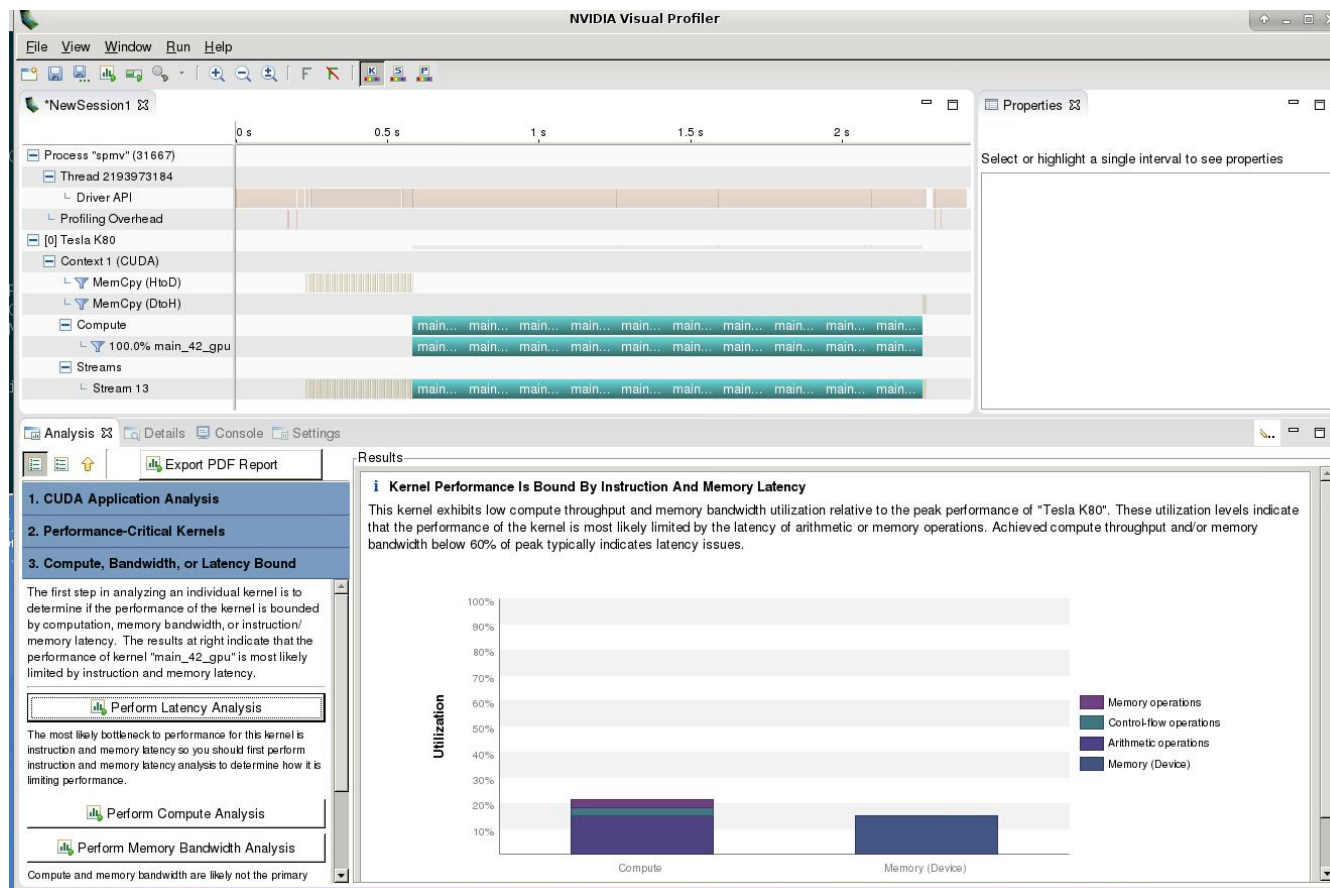 NVIDIA Visual Profiler
File View Window Run Help
*NewSession1
Properties
0 s 0.5 s 1 s 1.5 s 2 s
Process "spmv" (31667)
Thread 2193973184
Driver API
Profiling Overhead
[0] Tesla K80
Context 1 (CUDA)
MemCpy (HtoD)
MemCpy (DtoH)
Compute
main... main... main... main... main... main... main... main... main... main...
100.0% main_42_gpu
main... main... main... main... main... main... main... main... main... main...
Streams
Stream 13
main... main... main... main... main... main... main... main... main... main...
Select or highlight a single interval to see properties
Analysis Details Console Settings
Export PDF Report
1. CUDA Application Analysis
2. Performance-Critical Kernels
3. Compute, Bandwidth, or Latency Bound
The first step in analyzing an individual kernel is to
determine if the performance of the kernel is bounded
by computation, memory bandwidth, or instruction/
memory latency. The results at right indicate that the
performance of kernel "main_42_gpu" is most likely
limited by instruction and memory latency.
Perform Latency Analysis
The most likely bottleneck to performance for this kernel is
instruction and memory latency so you should first perform
instruction and memory latency analysis to determine how it is
limiting performance.
Perform Compute Analysis
Perform Memory Bandwidth Analysis
Compute and memory bandwidth are likely not the primary
Results
i Kernel Performance Is Bound By Instruction And Memory Latency
This kernel exhibits low compute throughput and memory bandwidth utilization relative to the peak performance of "Tesla K80". These utilization levels indicate
that the performance of the kernel is most likely limited by the latency of arithmetic or memory operations. Achieved compute throughput and/or memory
bandwidth below 60% of peak typically indicates latency issues.
Utilization
100%
90%
80%
70%
60%
50%
40%
30%
20%
10%
Compute
Memory (Device)
Memory operations
Control-flow operations
Arithmetic operations
Memory (Device)